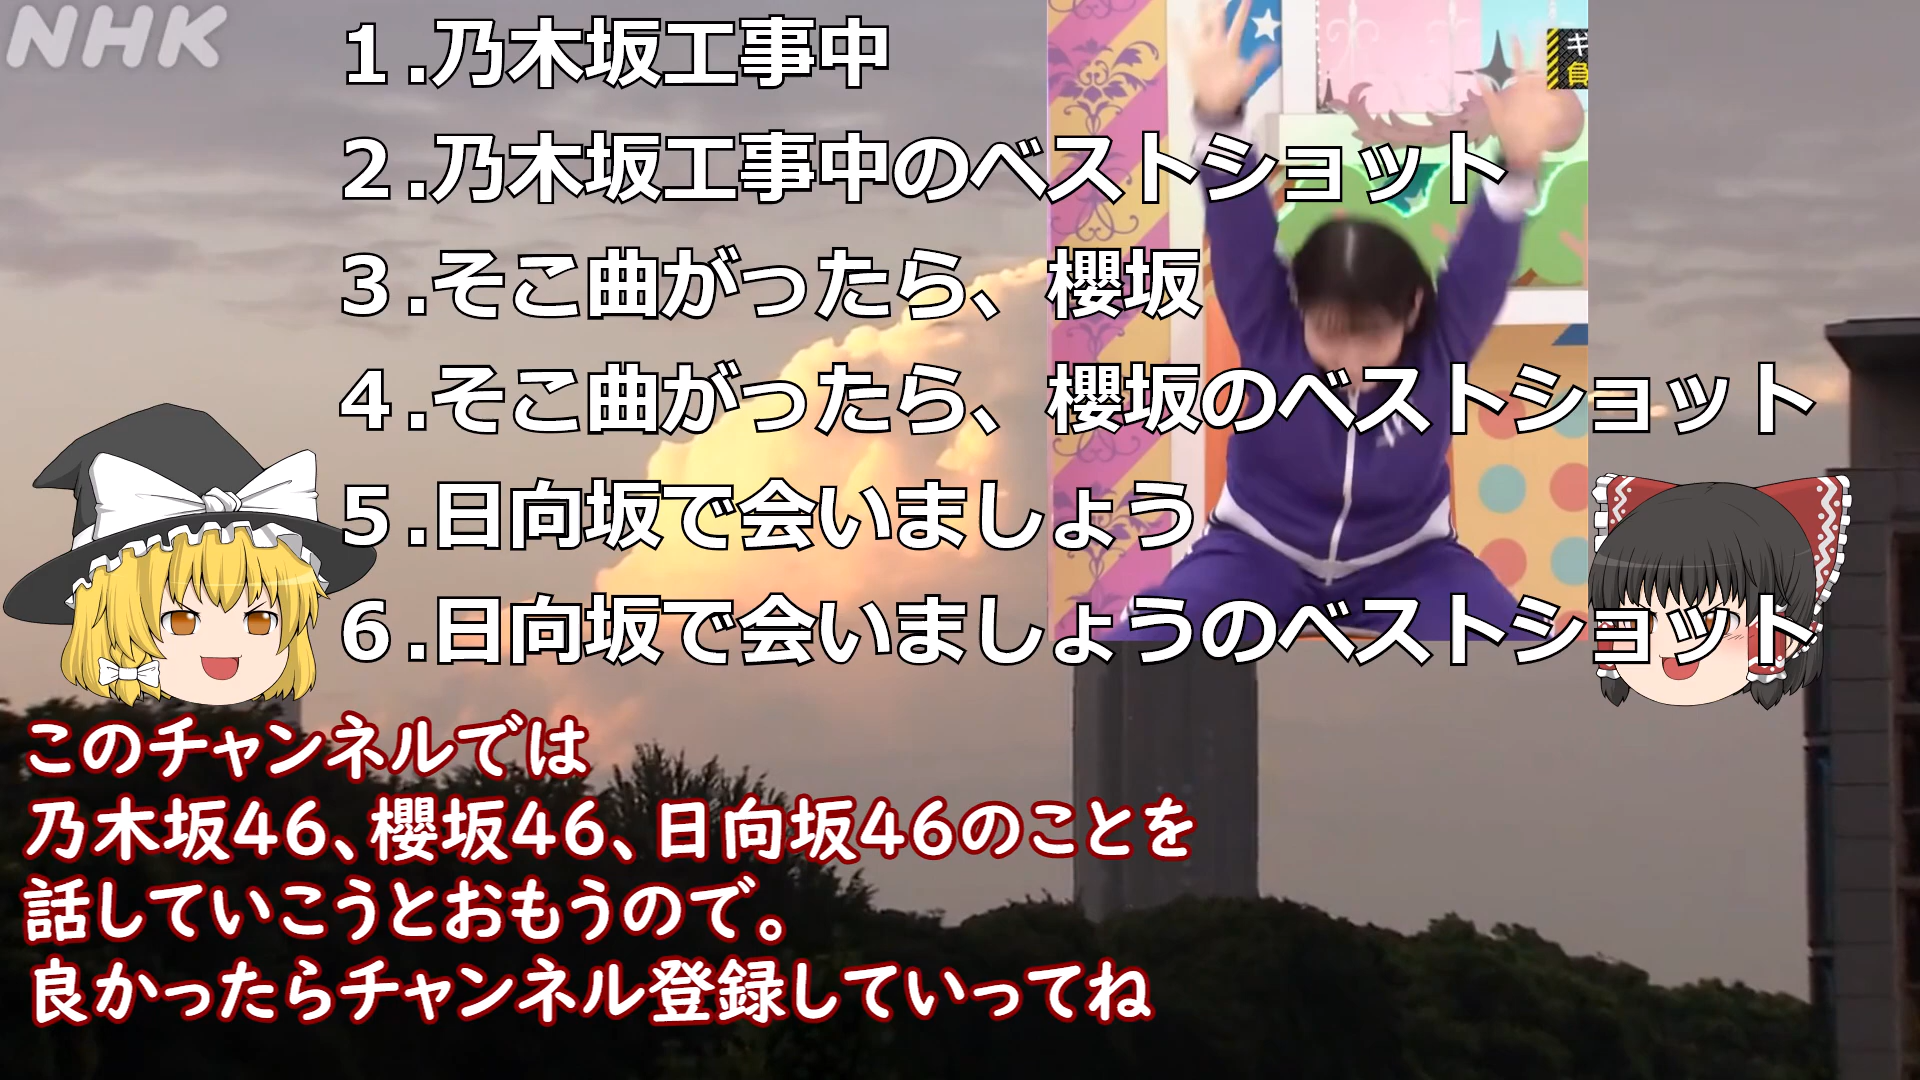 NHK
１.乃木坂工事中
２.乃木坂工事中のベストショット
３.そこ曲がったら、櫻坂
４.そこ曲がったら、櫻坂のベストショット
５.日向坂で会いましょう
６.日向坂で会いましょうのベストショット
このチャンネルでは
乃木坂46、櫻坂46、日向坂46のことを
話していこうとおもうので。
良かったらチャンネル登録していってね